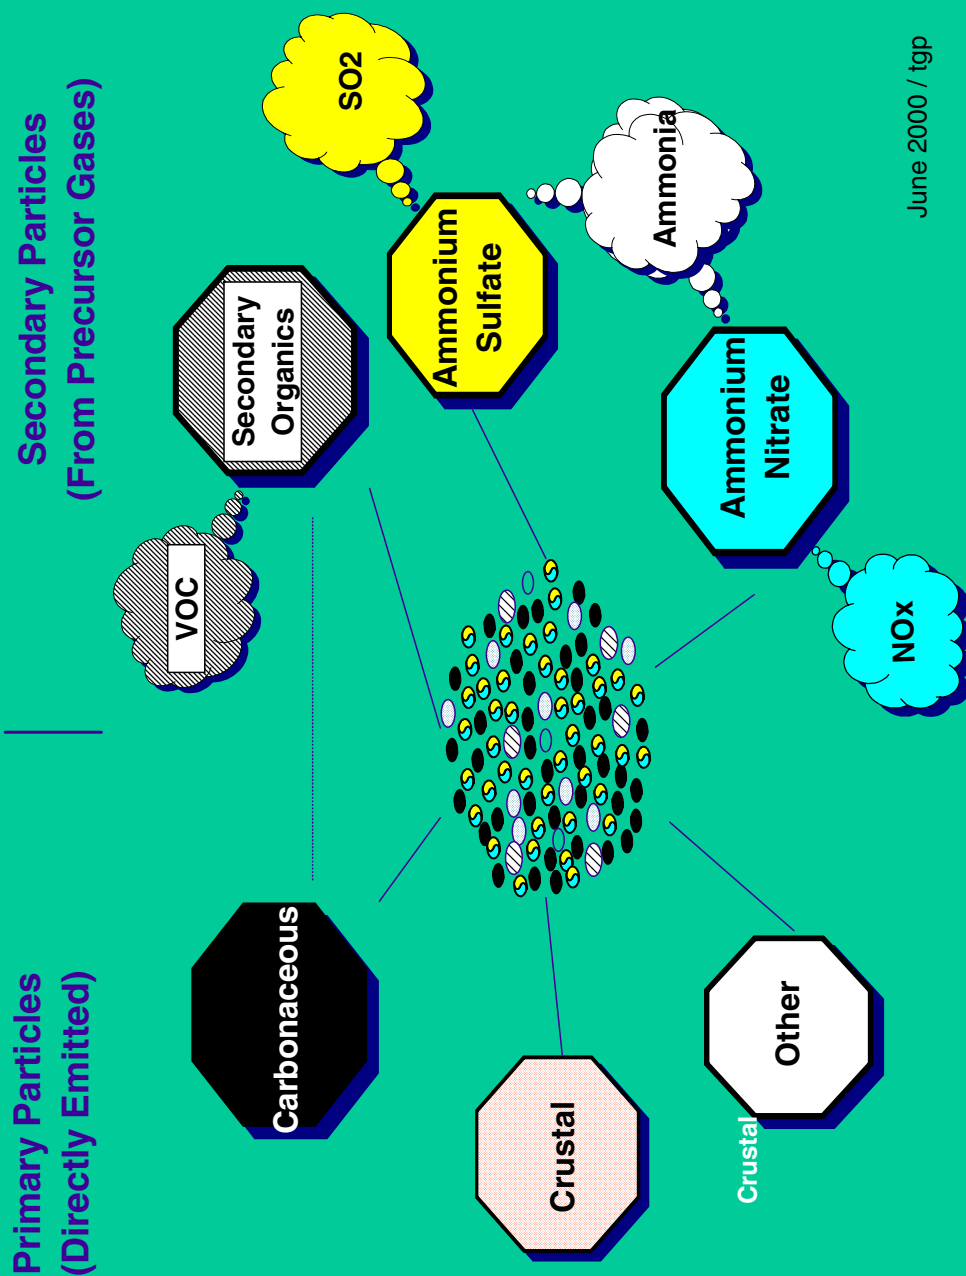 Primary Particles
(Directly Emitted)
Secondary Particles
(From Precursor Gases)
Carbonaceous
VOC
Secondary
Organics
SO2
Ammonium
Sulfate
Crustal
Ammonia
Crustal
Other
Ammonium
Nitrate
NOx
June 2000 / tgp